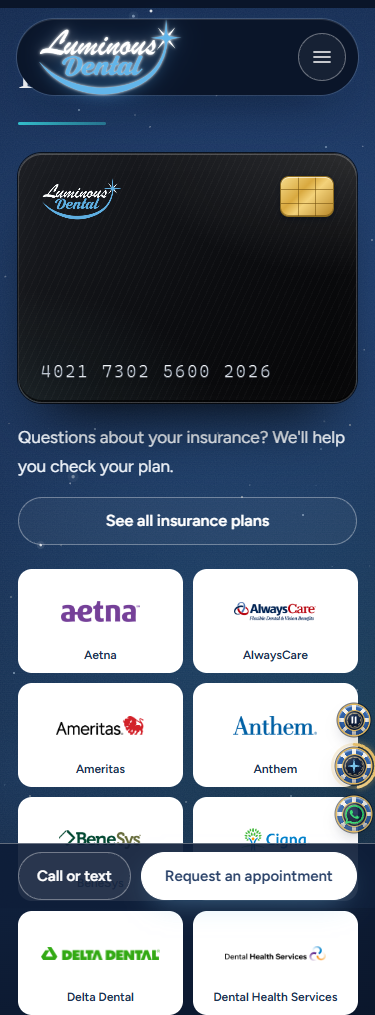 Luminous
Dental
Luminous
Dental
4021 7302 5600 2026
Questions about your insurance? We'll help
you check your plan.
See all insurance plans
aetna
AlwaysCare
Flexible Dental & Vision Benefits
Aetna
AlwaysCare
Ameritas
Anthem
Ameritas
Anthem
BeneSys
Cigna
Call or text
BeneSys
Request an appointment
DELTA DENTAL
Dental Health Services
Delta Dental
Dental Health Services